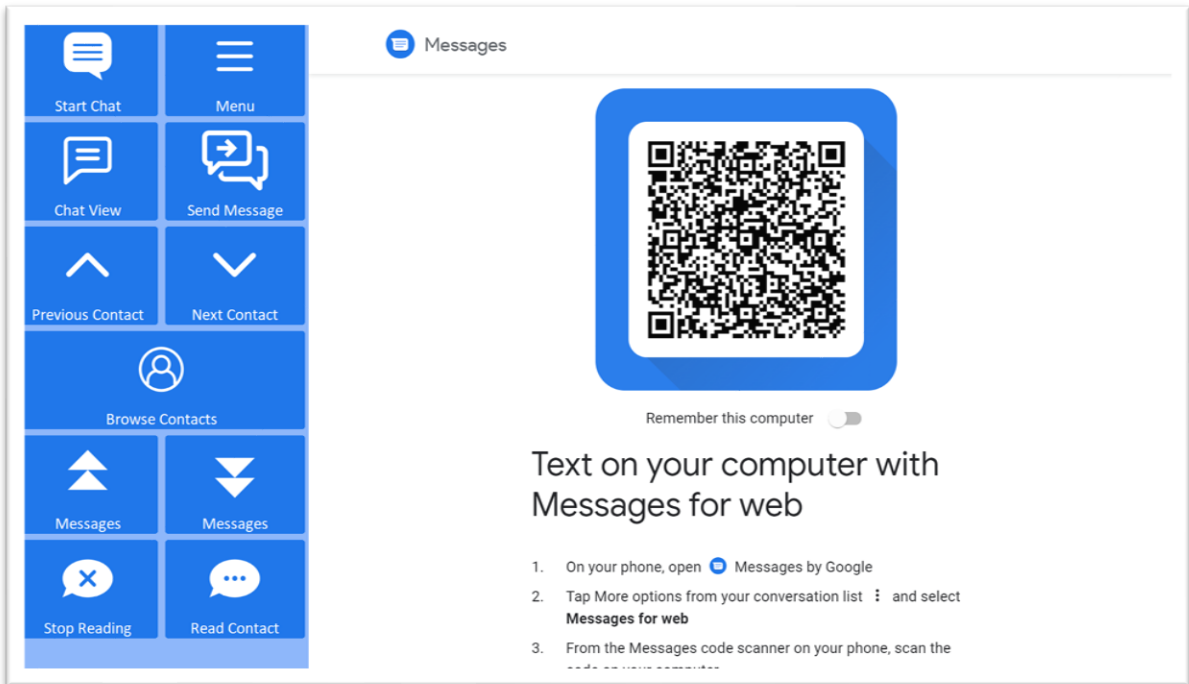 Start Chat
Menu
Chat View
Send Message
Previous Contact
Next Contact
Browse Contacts
Messages
Messages
Stop Reading
Read Contact
Messages
Remember this computer
Text on your computer with
Messages for web
1. On your phone, open Messages by Google
2. Tap More options from your conversation list and select
Messages for web
3. From the Messages code scanner on your phone, scan the